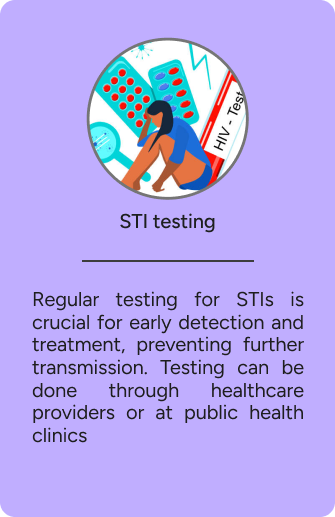 HIV - Test
STI testing
Regular testing for STIs is
crucial for early detection and
treatment, preventing further
transmission. Testing can be
done through healthcare
providers or at public health
clinics